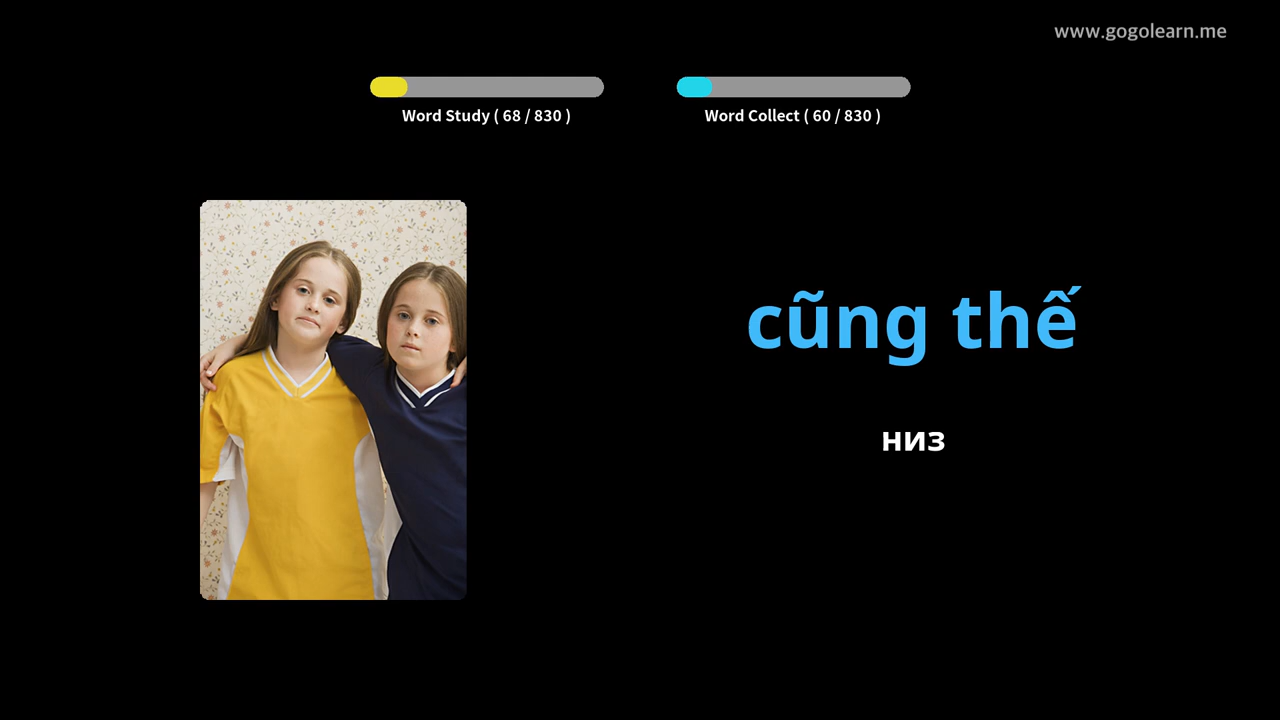 www.gogolearn.me
Word Study ( 68 / 830 )
Word Collect ( 60 / 830 )
cũng thế
низ